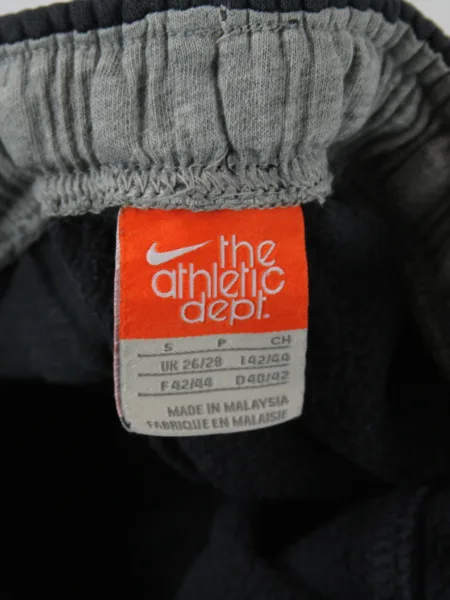 the
athletic
dept.
S P CH
UK 26/28 I 42/44
F 42/44 D 40/42
MADE IN MALAYSIA
FABRIQUE EN MALAISIE